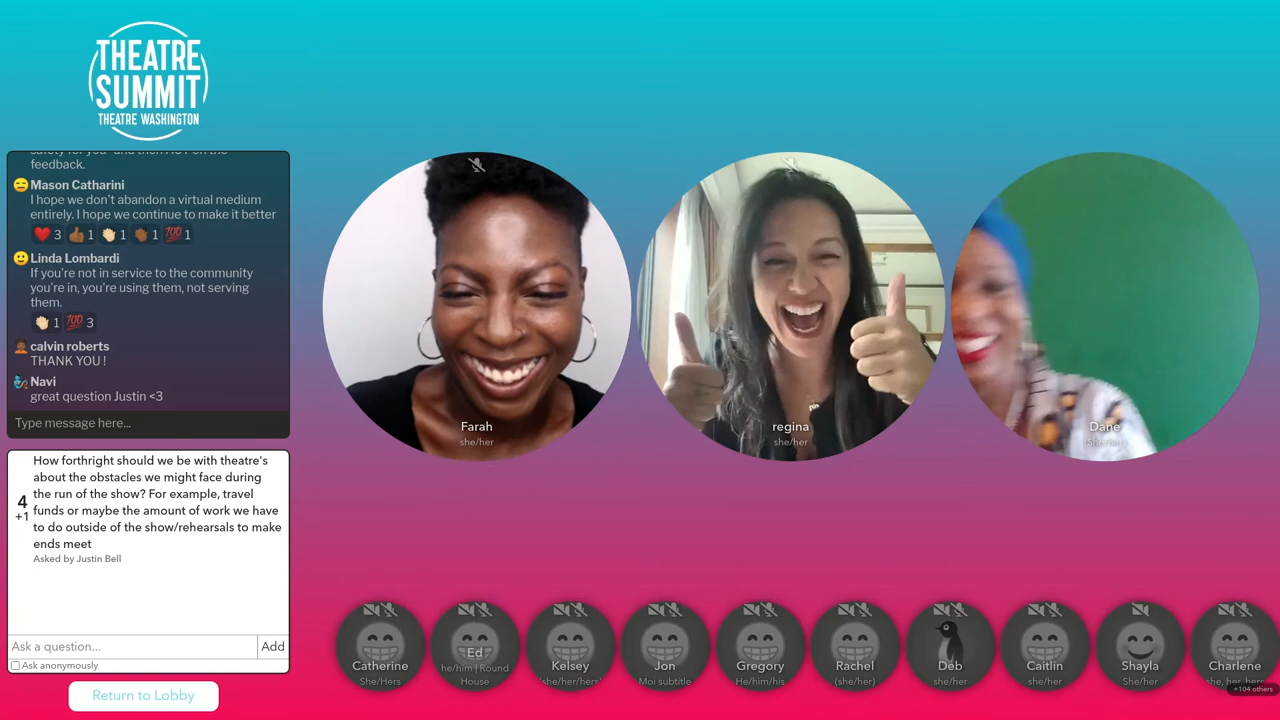 THEATRE
SUMMIT
THEATRE WASHINGTON
feedback.
Mason Catharini
I hope we don't abandon a virtual medium
entirely. I hope we continue to make it better
3 1 1 1 1
Linda Lombardi
If you're not in service to the community
you're in, you're using them, not serving
them.
1 3
calvin roberts
THANK YOU !
Navi
great question Justin <3
Type message here...
How forthright should we be with theatre's
about the obstacles we might face during
the run of the show? For example, travel
funds or maybe the amount of work we have
to do outside of the show/rehearsals to make
ends meet
4
+1
Asked by Justin Bell
Ask a question...
Add
Ask anonymously
Return to Lobby
Farah
she/her
regina
she/her
Dane
Catherine
She/Hers
Ed
he/him | Round
House
Kelsey
(she/her/hers)
Jon
Moi subtitle
Gregory
He/him/his
Rachel
(she/her)
Deb
she/her
Caitlin
she/her
Shayla
She/her
Charlene
she, her, hers
+104 others